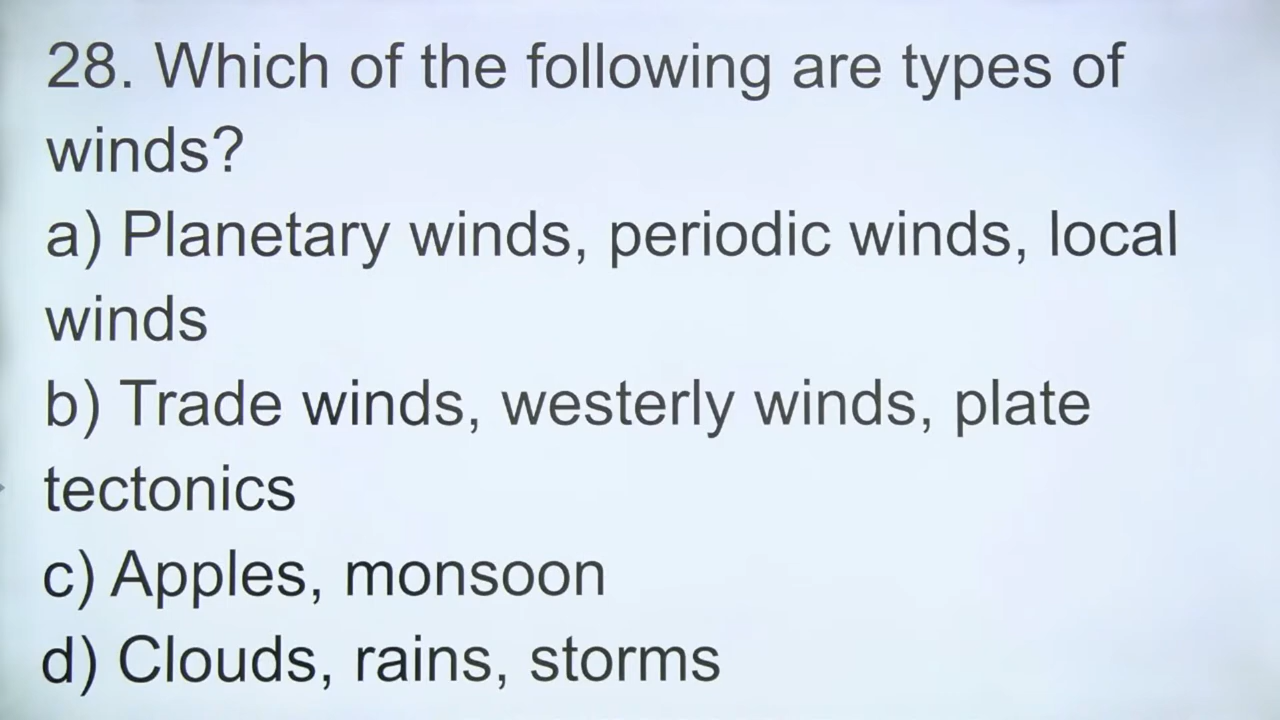 28. Which of the following are types of
winds?
a) Planetary winds, periodic winds, local
winds
b) Trade winds, westerly winds, plate
tectonics
c) Apples, monsoon
d) Clouds, rains, storms